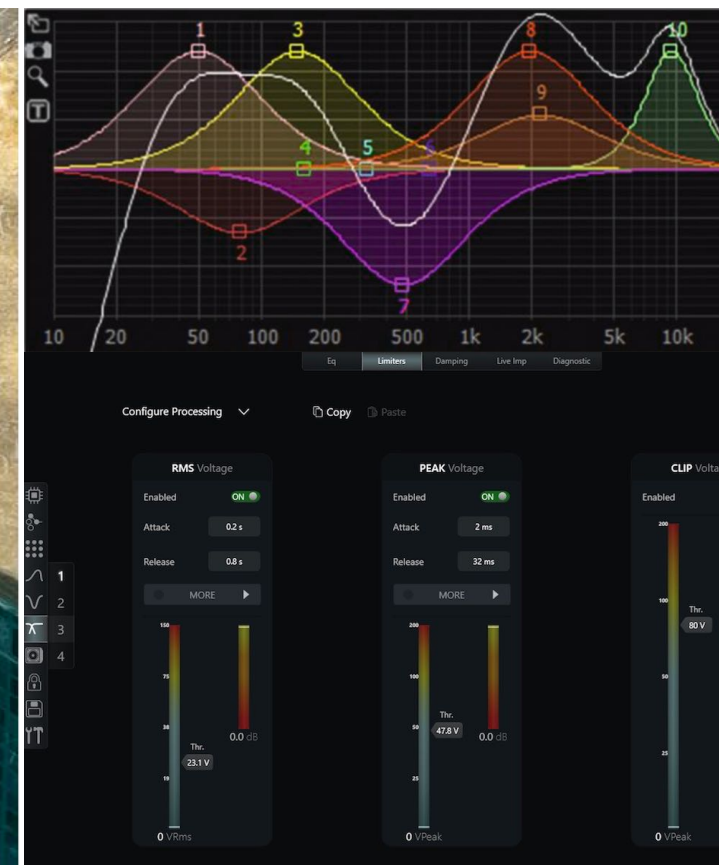 1 3 8 10
9
4 5 6
2
7
10 20 50 100 200 500 1k 2k 5k 10k
Eq Limiters Damping Live Imp Diagnostic
Configure Processing Copy Paste
RMS Voltage PEAK Voltage CLIP Volta
Enabled ON Enabled ON Enabled
Attack 0.2 s Attack 2 ms
Release 0.8 s Release 32 ms
MORE MORE
T
1
2
3
4
150
75
38
19
Thr.
23.1 V
0.0 dB
0 VRms
200
100
50
25
Thr.
47.8 V
0.0 dB
0 VPeak
200
100
50
25
Thr.
80 V
0 VPeak